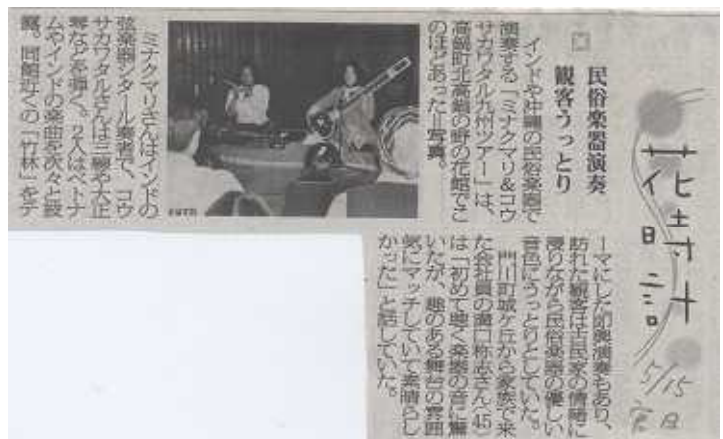 花時計
5/15
宮日
民俗楽器演奏
観客うっとり
インドや沖縄の民俗楽器で
演奏する「ミナクマリ&コウ
サカワタル九州ツアー」は、
高鍋町北高鍋の野の花館でこ
のほどあった＝写真。
ミナクマリさんはインドの
弦楽器シタール奏者で、コウ
サカワタルさんは三線や大正
琴などを弾く。2人はベトナ
ムやインドの楽曲を次々と披
露。同館近くの「竹林」をテ
ーマにした即興演奏もあり、
訪れた観客は古民家の情緒に
浸りながら民俗楽器の優しい
音色にうっとりとしていた。
門川町城ケ丘から家族で来
た会社員の溝口称志さん(45)
は「初めて聴く楽器の音に驚
いたが、趣のある舞台の雰囲
気にマッチしていて素晴らし
かった」と話していた。